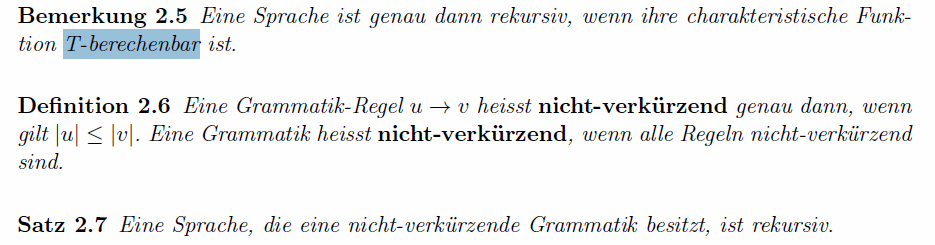 Bemerkung 2.5 Eine Sprache ist genau dann rekursiv, wenn ihre charakteristische Funk-
tion T-berechenbar ist.
Definition 2.6 Eine Grammatik-Regel u → v heisst nicht-verkürzend genau dann, wenn
gilt |u| ≤ |v|. Eine Grammatik heisst nicht-verkürzend, wenn alle Regeln nicht-verkürzend
sind.
Satz 2.7 Eine Sprache, die eine nicht-verkürzende Grammatik besitzt, ist rekursiv.